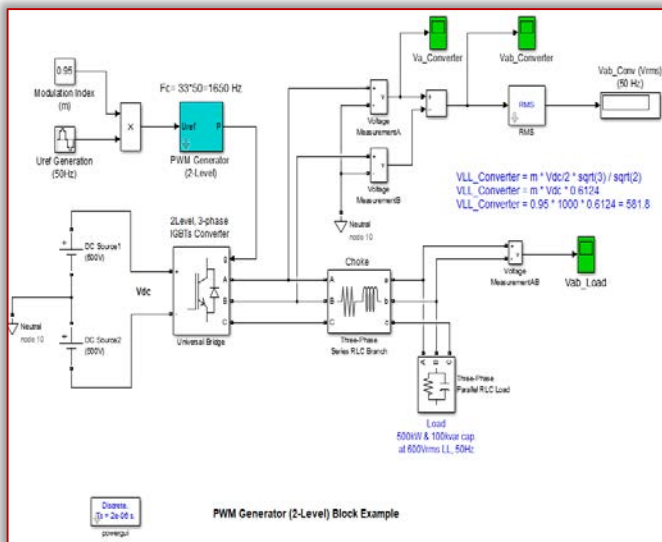 0.95
Modulation Index
(m)
Uref Generation
(50Hz)
X
Fc= 33*50=1650 Hz
Uref P
PWM Generator
(2-Level)
Va_Converter
Vab_Converter
Vab_Conv (Vrms)
(50 Hz)
+
-
v
Voltage
MeasurementA
+
-
RMS
RMS
+
-
v
Voltage
MeasurementB
Neutral
node 10
VLL_Converter = m * Vdc/2 * sqrt(3) / sqrt(2)
VLL_Converter = m * Vdc * 0.6124
VLL_Converter = 0.95 * 1000 * 0.6124 = 581.8
2Level, 3-phase
IGBTs Converter
DC Source1
(500V)
Vdc
g
+
-
A
B
C
Universal Bridge
Choke
A
B
C
a
b
c
Three-Phase
Series RLC Branch
+
-
v
Voltage
MeasurementAB
Vab_Load
Neutral
node 10
DC Source2
(500V)
A B C
Three-Phase
Parallel RLC Load
Load
500kW & 100kvar cap.
at 600Vrms LL, 50Hz
Discrete,
Ts = 2e-06 s.
powergui
PWM Generator (2-Level) Block Example